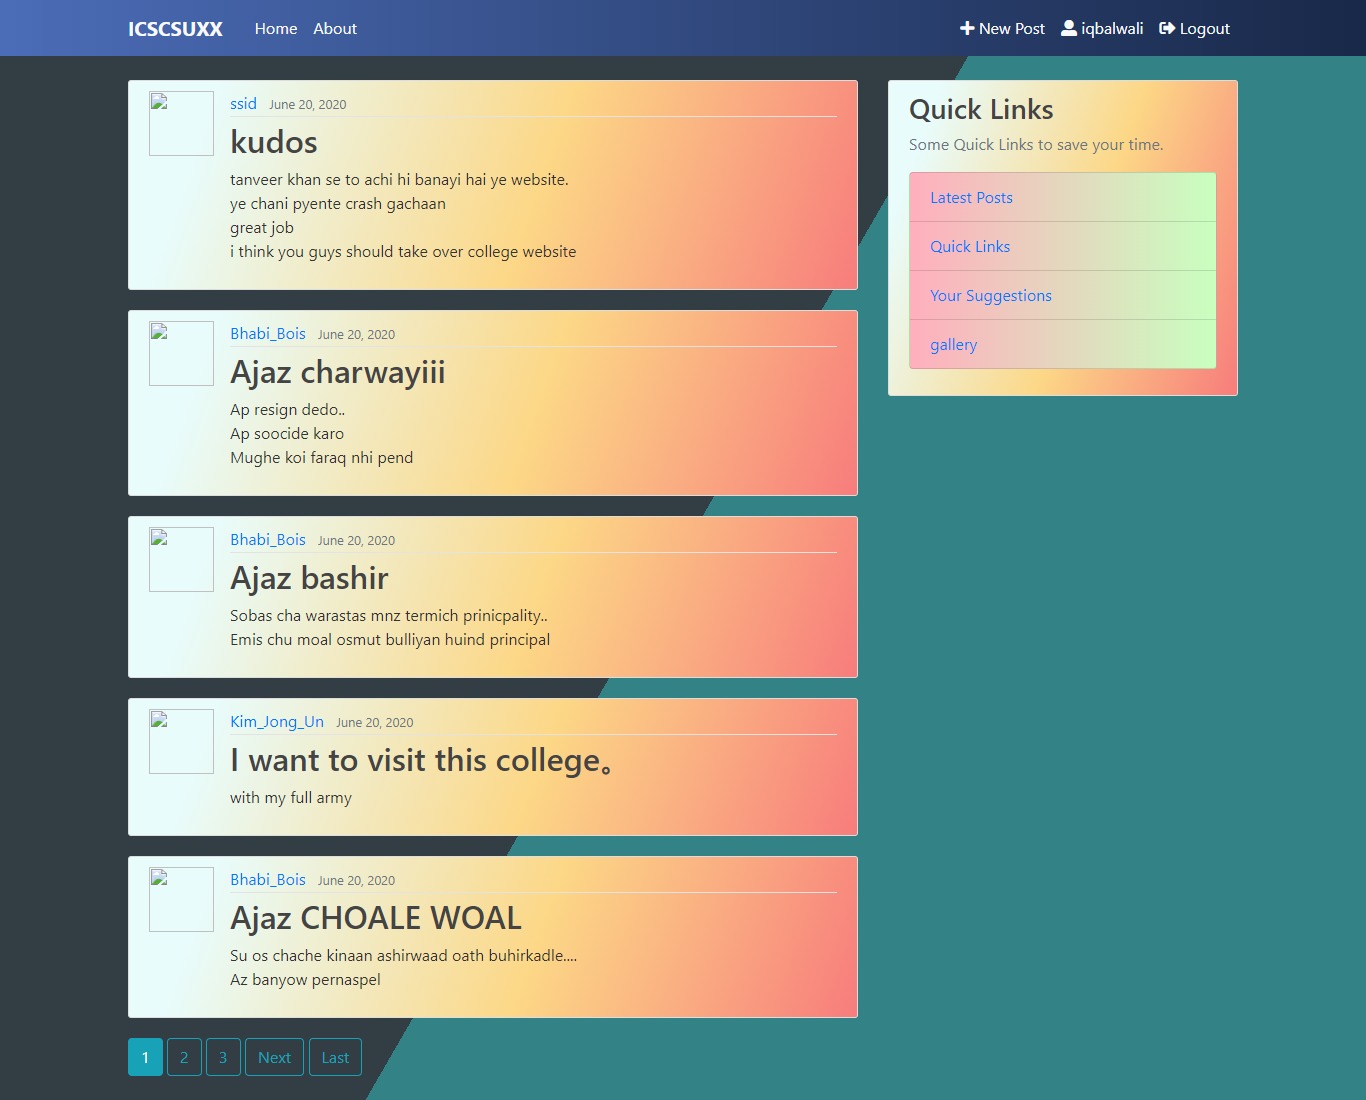 ICSCSUXX Home About New Post iqbalwali Logout
ssid June 20, 2020
kudos
tanveer khan se to achi hi banayi hai ye website.
ye chani pyente crash gachaan
great job
i think you guys should take over college website
Bhabi_Bois June 20, 2020
Ajaz charwayiii
Ap resign dedo..
Ap soocide karo
Mughe koi faraq nhi pend
Bhabi_Bois June 20, 2020
Ajaz bashir
Sobas cha warastas mnz termich prinicpality..
Emis chu moal osmut bulliyan huind principal
Kim_Jong_Un June 20, 2020
I want to visit this college。
with my full army
Bhabi_Bois June 20, 2020
Ajaz CHOALE WOAL
Su os chache kinaan ashirwaad oath buhirkadle....
Az banyow pernaspel
1 2 3 Next Last
Quick Links
Some Quick Links to save your time.
Latest Posts
Quick Links
Your Suggestions
gallery